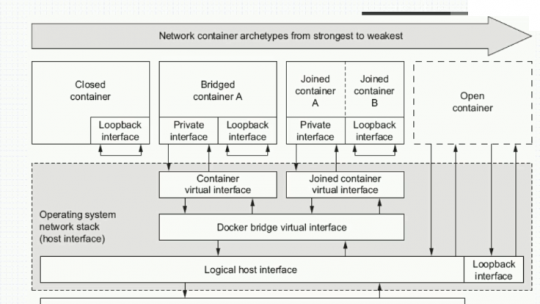 Network container archetypes from strongest to weakest
Closed
container
Loopback
interface
Bridged
container A
Private
interface
Loopback
interface
Joined
container
A
Joined
container
B
Private
interface
Loopback
interface
Open
container
Container
virtual interface
Joined container
virtual interface
Operating system
network stack
(host interface)
Docker bridge virtual interface
Logical host interface
Loopback
interface